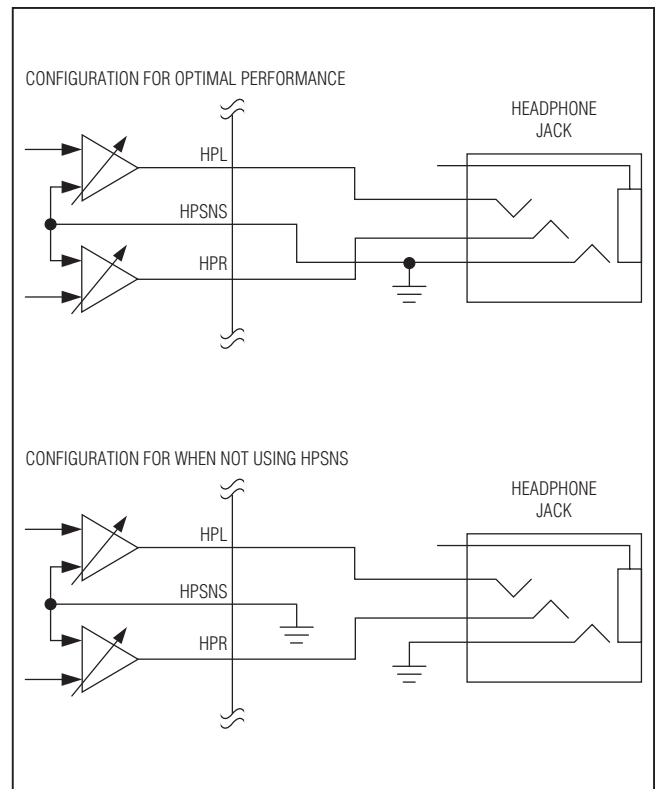 CONFIGURATION FOR OPTIMAL PERFORMANCE
HEADPHONE
JACK
HPL
HPSNS
HPR
CONFIGURATION FOR WHEN NOT USING HPSNS
HEADPHONE
JACK
HPL
HPSNS
HPR